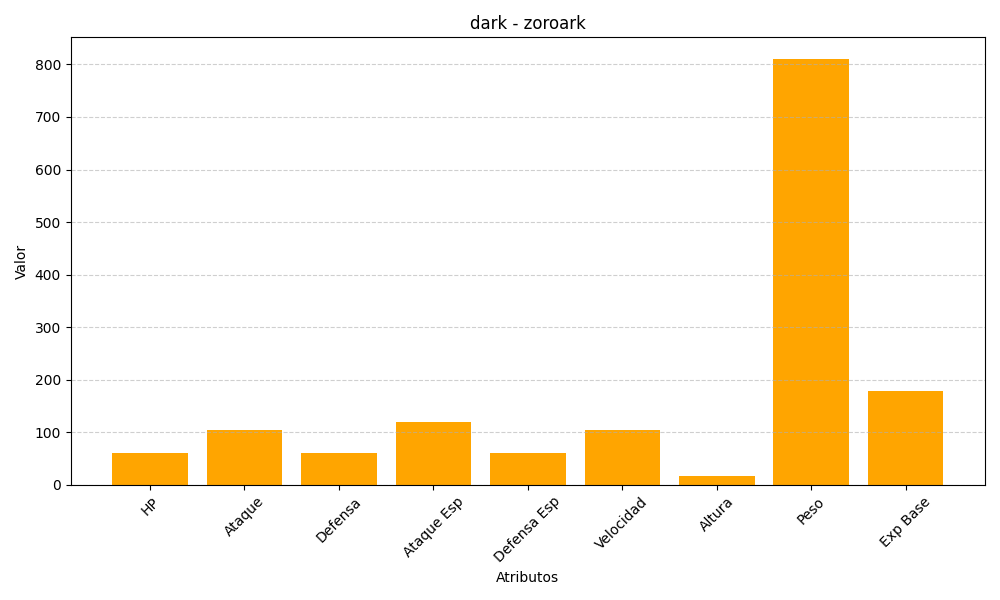 dark - zoroark
Valor
800
700
600
500
400
300
200
100
0
HP
Ataque
Defensa
Ataque Esp
Defensa Esp
Velocidad
Altura
Peso
Exp Base
Atributos